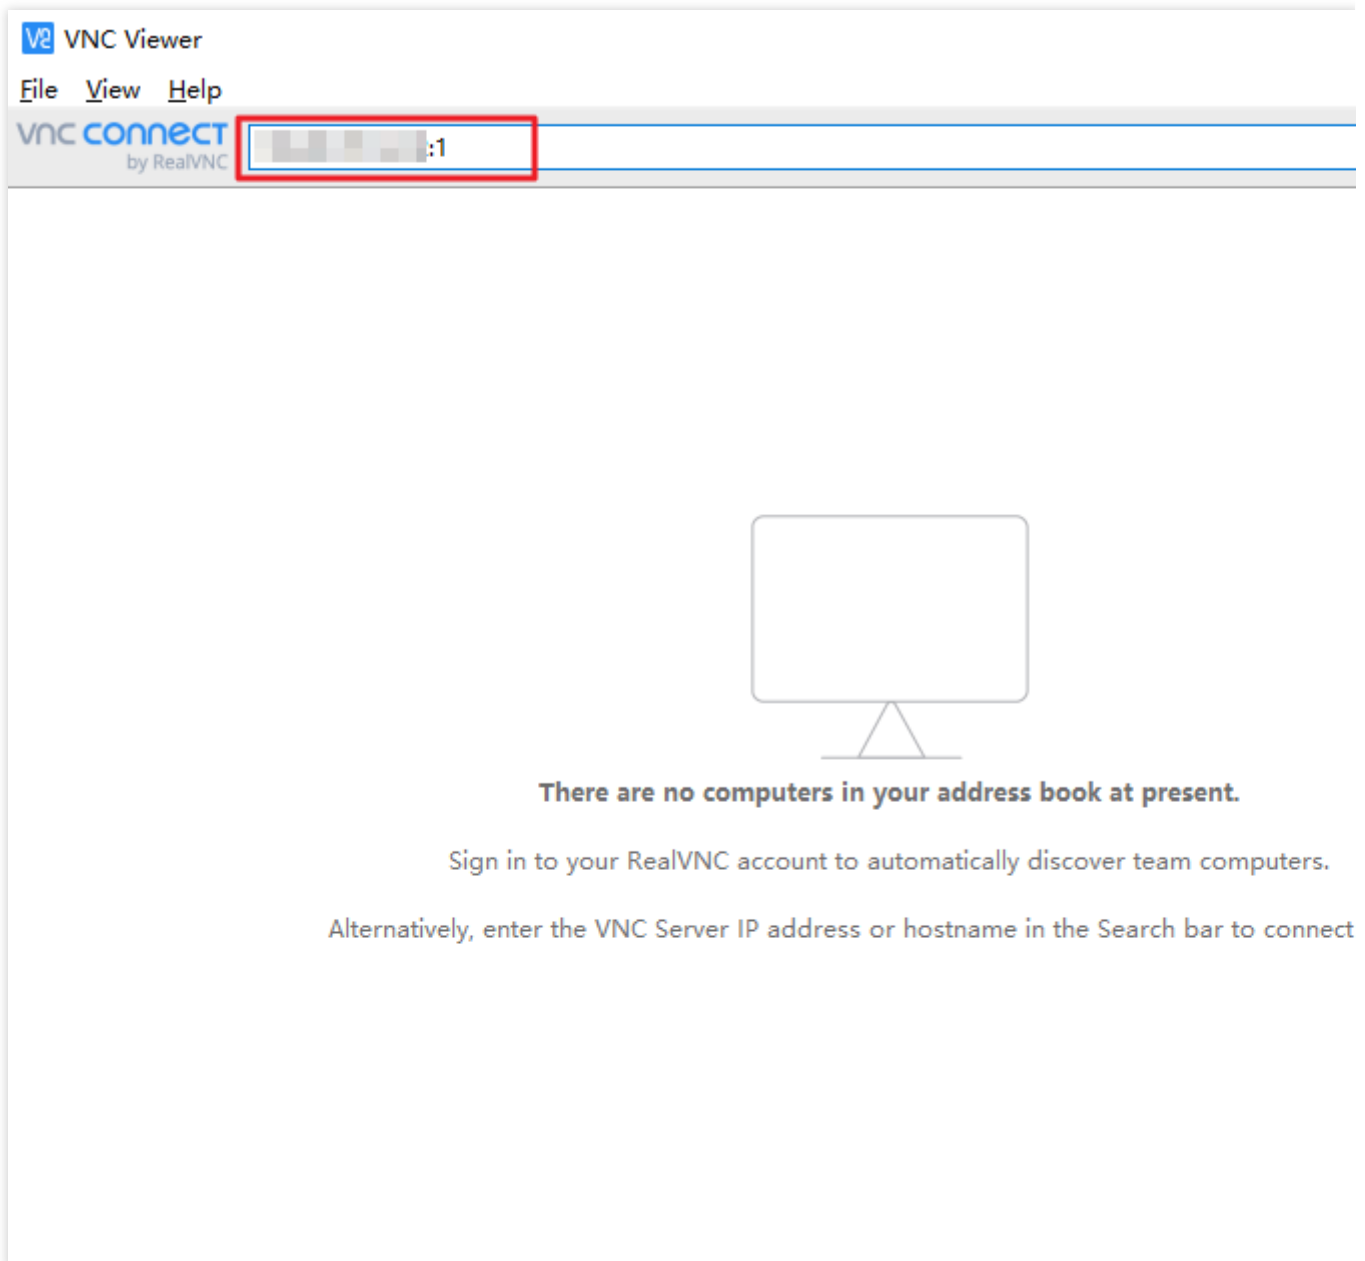 VNC Viewer
File View Help
vnc connect
by RealVNC
:1
There are no computers in your address book at present.
Sign in to your RealVNC account to automatically discover team computers.
Alternatively, enter the VNC Server IP address or hostname in the Search bar to connect